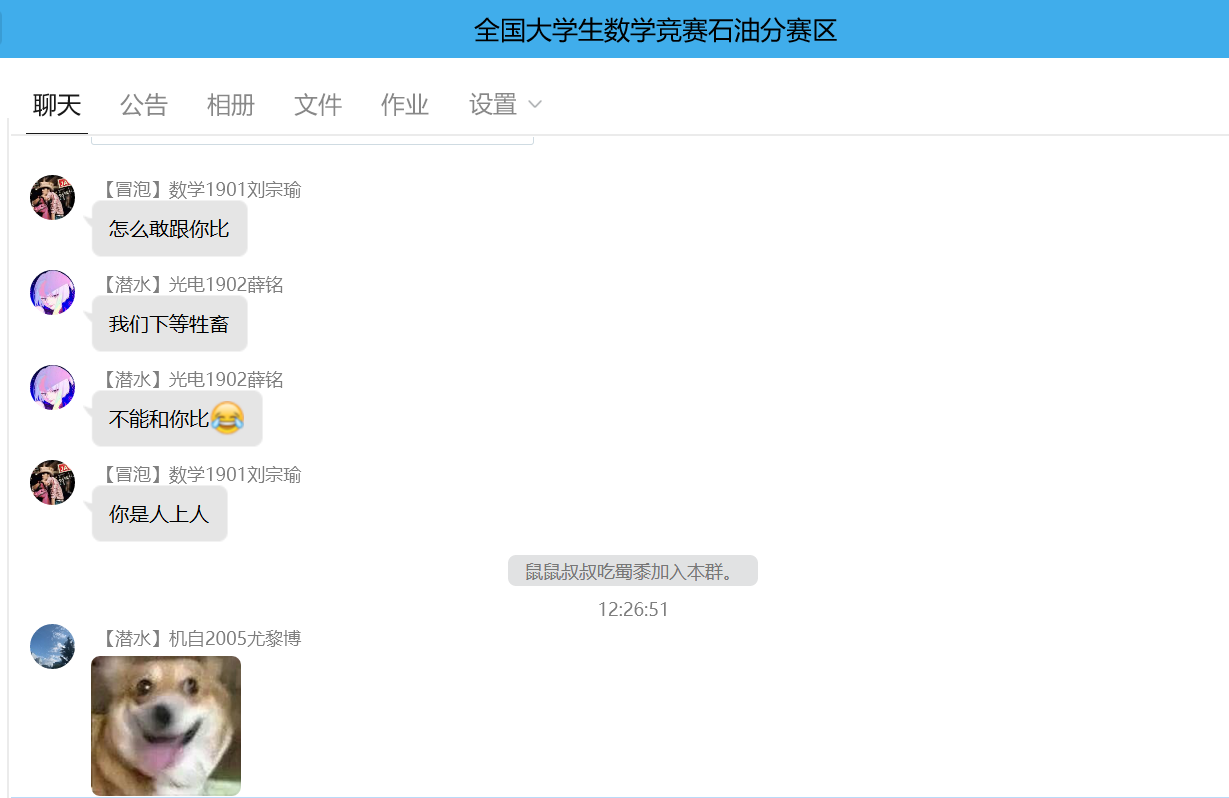 全国大学生数学竞赛石油分赛区
聊天 公告 相册 文件 作业 设置
【冒泡】数学1901刘宗瑜
怎么敢跟你比
【潜水】光电1902薛铭
我们下等牲畜
【潜水】光电1902薛铭
不能和你比😂
【冒泡】数学1901刘宗瑜
你是人上人
鼠鼠叔叔吃蜀黍加入本群。
12:26:51
【潜水】机自2005尤黎博